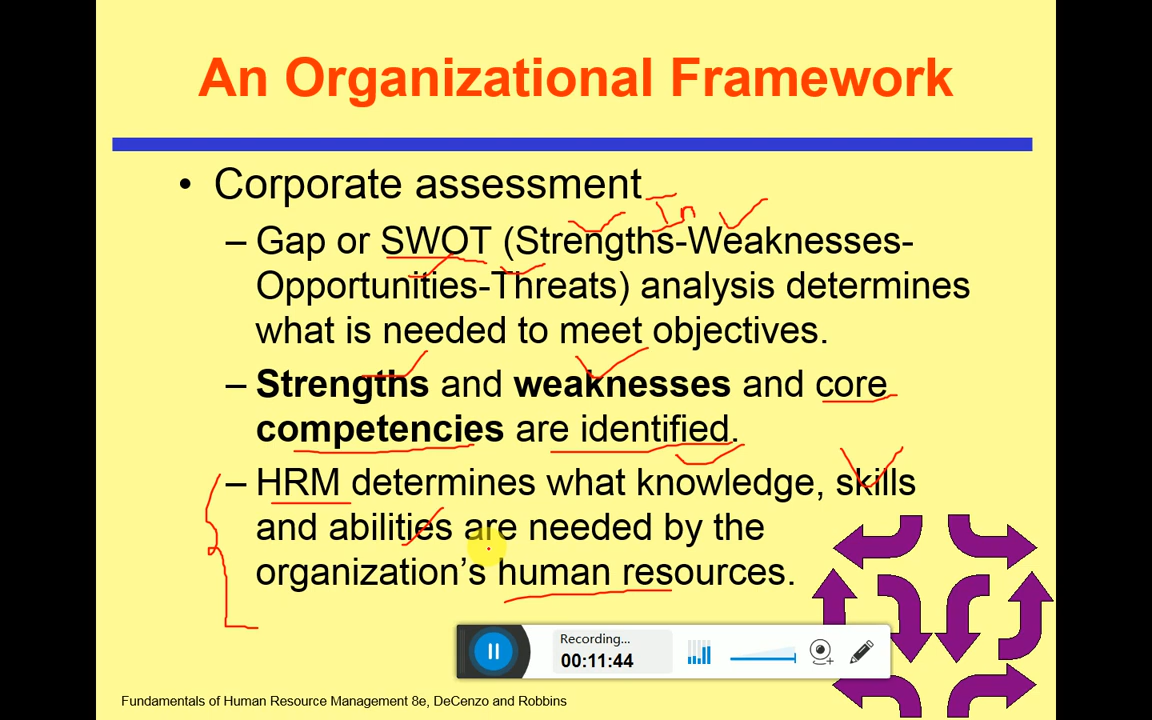 An Organizational Framework
• Corporate assessment
In
– Gap or SWOT (Strengths-Weaknesses-
Opportunities-Threats) analysis determines
what is needed to meet objectives.
– Strengths and weaknesses and core
competencies are identified.
– HRM determines what knowledge, skills
and abilities are needed by the
organization’s human resources.
Recording...
00:11:44
Fundamentals of Human Resource Management 8e, DeCenzo and Robbins